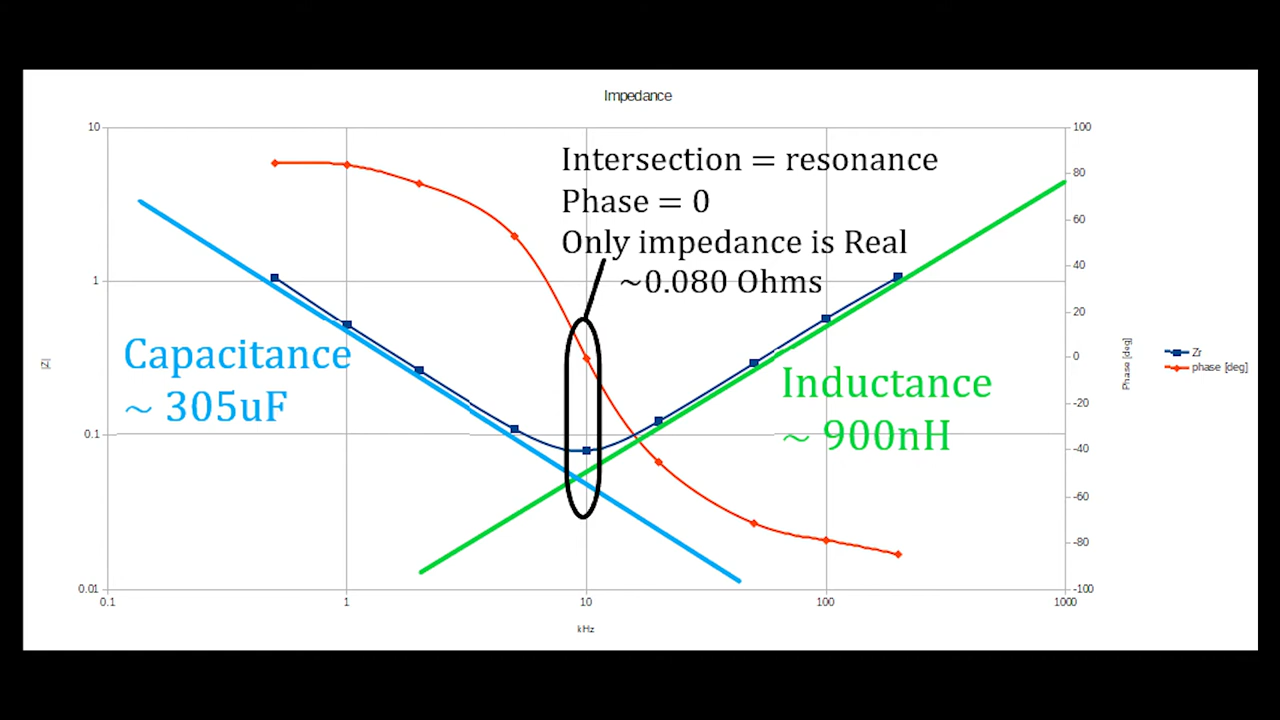 Impedance
10
1
0.1
0.01
|Z|
0.1
1
10
100
1000
kHz
100
80
60
40
20
0
-20
-40
-60
-80
-100
Phase [deg]
Zr
phase [deg]
Intersection = resonance
Phase = 0
Only impedance is Real
~0.080 Ohms
Capacitance
~ 305uF
Inductance
~ 900nH